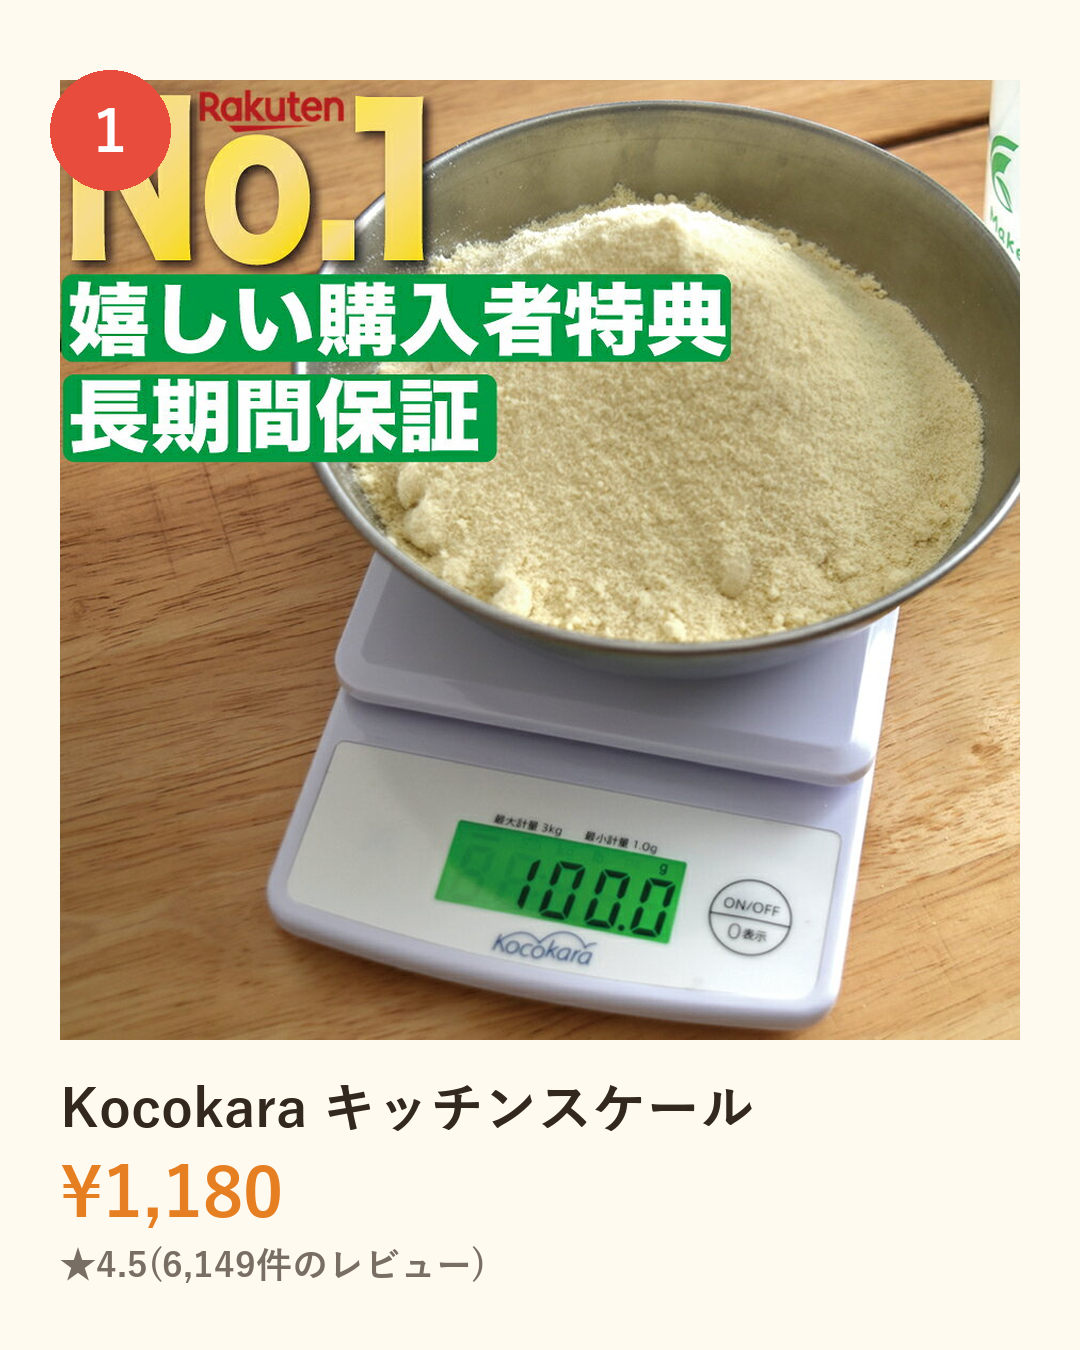 1
Rakuten
No.1
嬉しい購入者特典
長期間保証
Make
最大計量 3kg 最小計量 1.0g
g
100.0
ON/OFF
0表示
Kocokara
Kocokara キッチンスケール
¥1,180
★4.5(6,149件のレビュー)